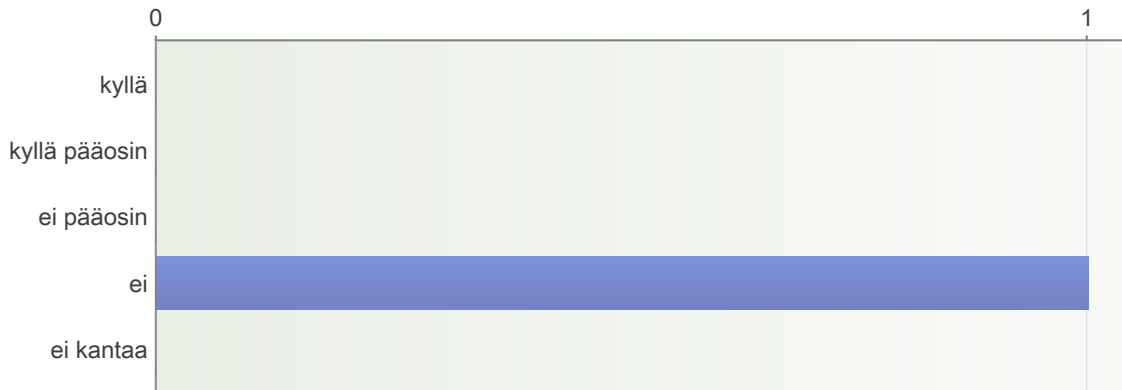 0 1
kyllä
kyllä pääosin
ei pääosin
ei
ei kantaa